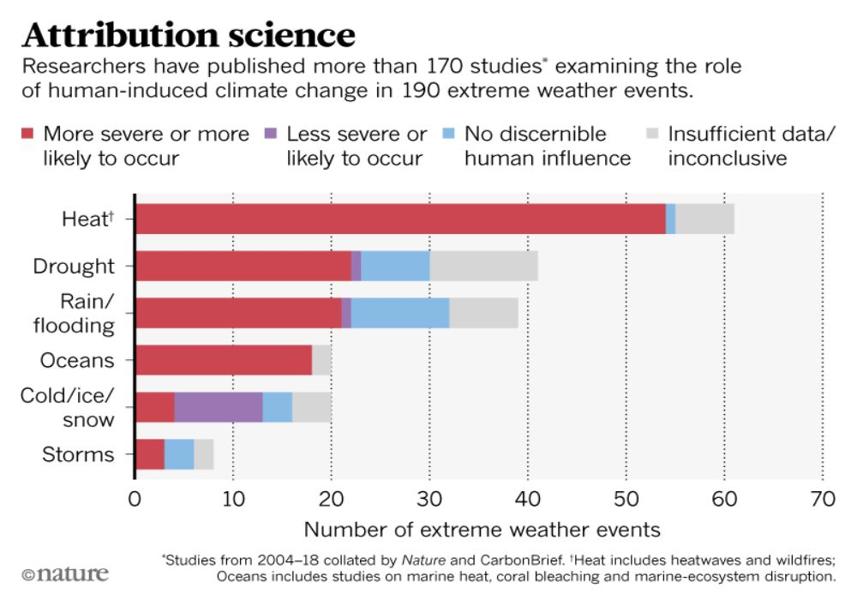 Attribution science
Researchers have published more than 170 studies* examining the role
of human-induced climate change in 190 extreme weather events.
More severe or more
likely to occur
Less severe or
likely to occur
No discernible
human influence
Insufficient data/
inconclusive
Heat†
Drought
Rain/
flooding
Oceans
Cold/ice/
snow
Storms
0 10 20 30 40 50 60 70
Number of extreme weather events
*Studies from 2004–18 collated by Nature and CarbonBrief. †Heat includes heatwaves and wildfires;
Oceans includes studies on marine heat, coral bleaching and marine-ecosystem disruption.
©nature